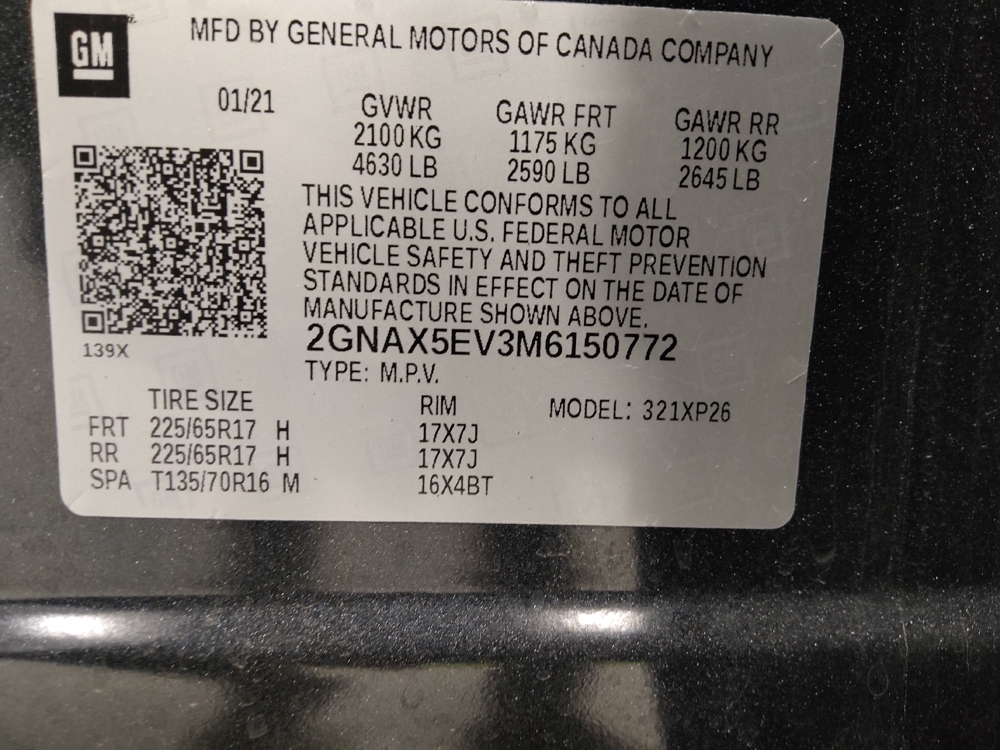 GM
MFD BY GENERAL MOTORS OF CANADA COMPANY
01/21 GVWR GAWR FRT GAWR RR
2100 KG 1175 KG 1200 KG
4630 LB 2590 LB 2645 LB
THIS VEHICLE CONFORMS TO ALL
APPLICABLE U.S. FEDERAL MOTOR
VEHICLE SAFETY AND THEFT PREVENTION
STANDARDS IN EFFECT ON THE DATE OF
MANUFACTURE SHOWN ABOVE.
2GNAX5EV3M6150772
139X
TYPE: M.P.V.
TIRE SIZE RIM MODEL: 321XP26
FRT 225/65R17 H 17X7J
RR 225/65R17 H 17X7J
SPA T135/70R16 M 16X4BT